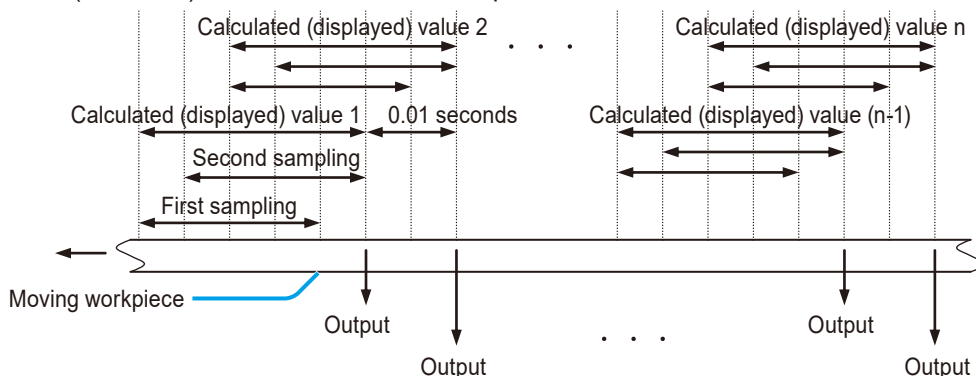 Calculated (displayed) value 2
. . .
Calculated (displayed) value n
Calculated (displayed) value 1
0.01 seconds
Calculated (displayed) value (n-1)
Second sampling
First sampling
Moving workpiece
Output
Output
. . .
Output
Output